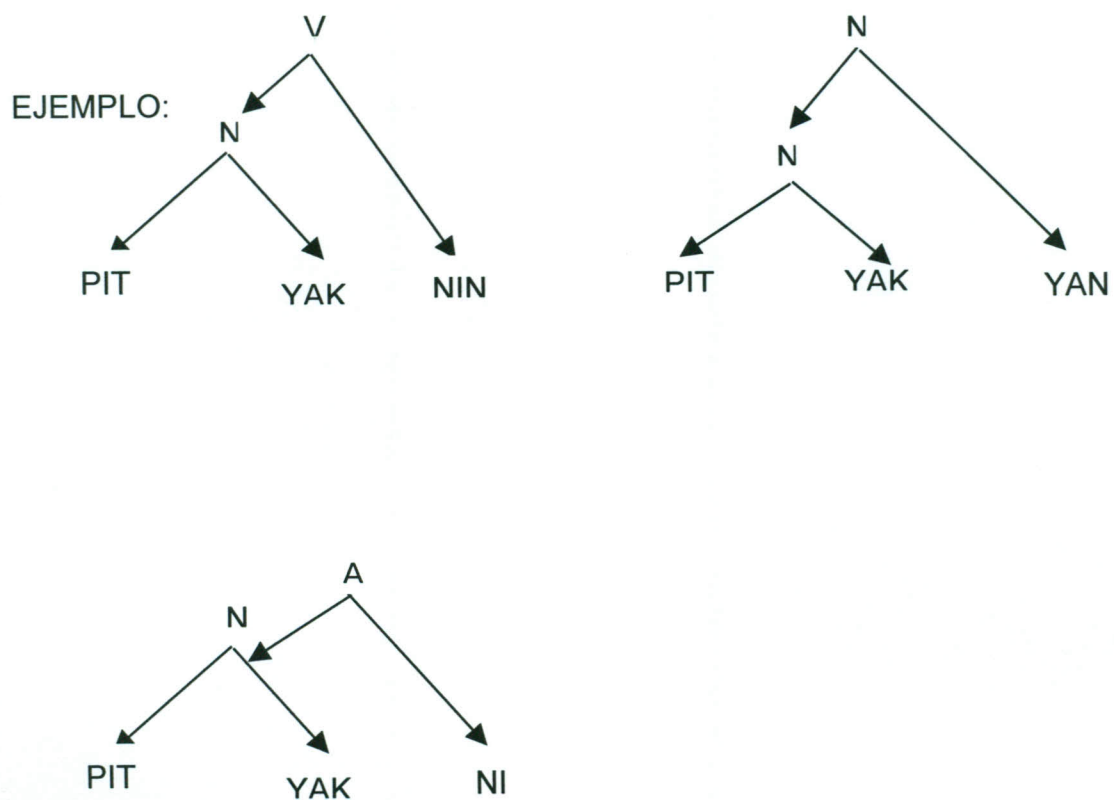 V N
EJEMPLO:
N
N
PIT YAK NIN PIT YAK YAN
A
N
PIT YAK NI